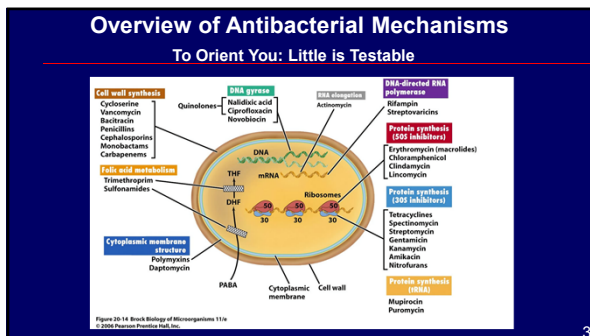 Overview of Antibacterial Mechanisms
To Orient You: Little is Testable
Cell wall synthesis
Cycloserine
Vancomycin
Bacitracin
Penicillins
Cephalosporins
Monobactams
Carbapenems
DNA gyrase
Quinolones
Nalidixic acid
Ciprofloxacin
Novobiocin
RNA elongation
Actinomycin
DNA-directed RNA
polymerase
Rifampin
Streptovaricins
Protein synthesis
(50S inhibitors)
Erythromycin (macrolides)
Chloramphenicol
Clindamycin
Lincomycin
Folic acid metabolism
Trimethoprim
Sulfonamides
DNA
mRNA
THF
DHF
Ribosomes
50 50 50
30 30 30
Protein synthesis
(30S inhibitors)
Tetracyclines
Spectinomycin
Streptomycin
Gentamicin
Kanamycin
Amikacin
Nitrofurans
Cytoplasmic membrane
structure
Polymyxins
Daptomycin
PABA
Cytoplasmic
membrane
Cell wall
Protein synthesis
(tRNA)
Mupirocin
Puromycin
Figure 20-14 Brock Biology of Microorganisms 11/e
© 2006 Pearson Prentice Hall, Inc.
3